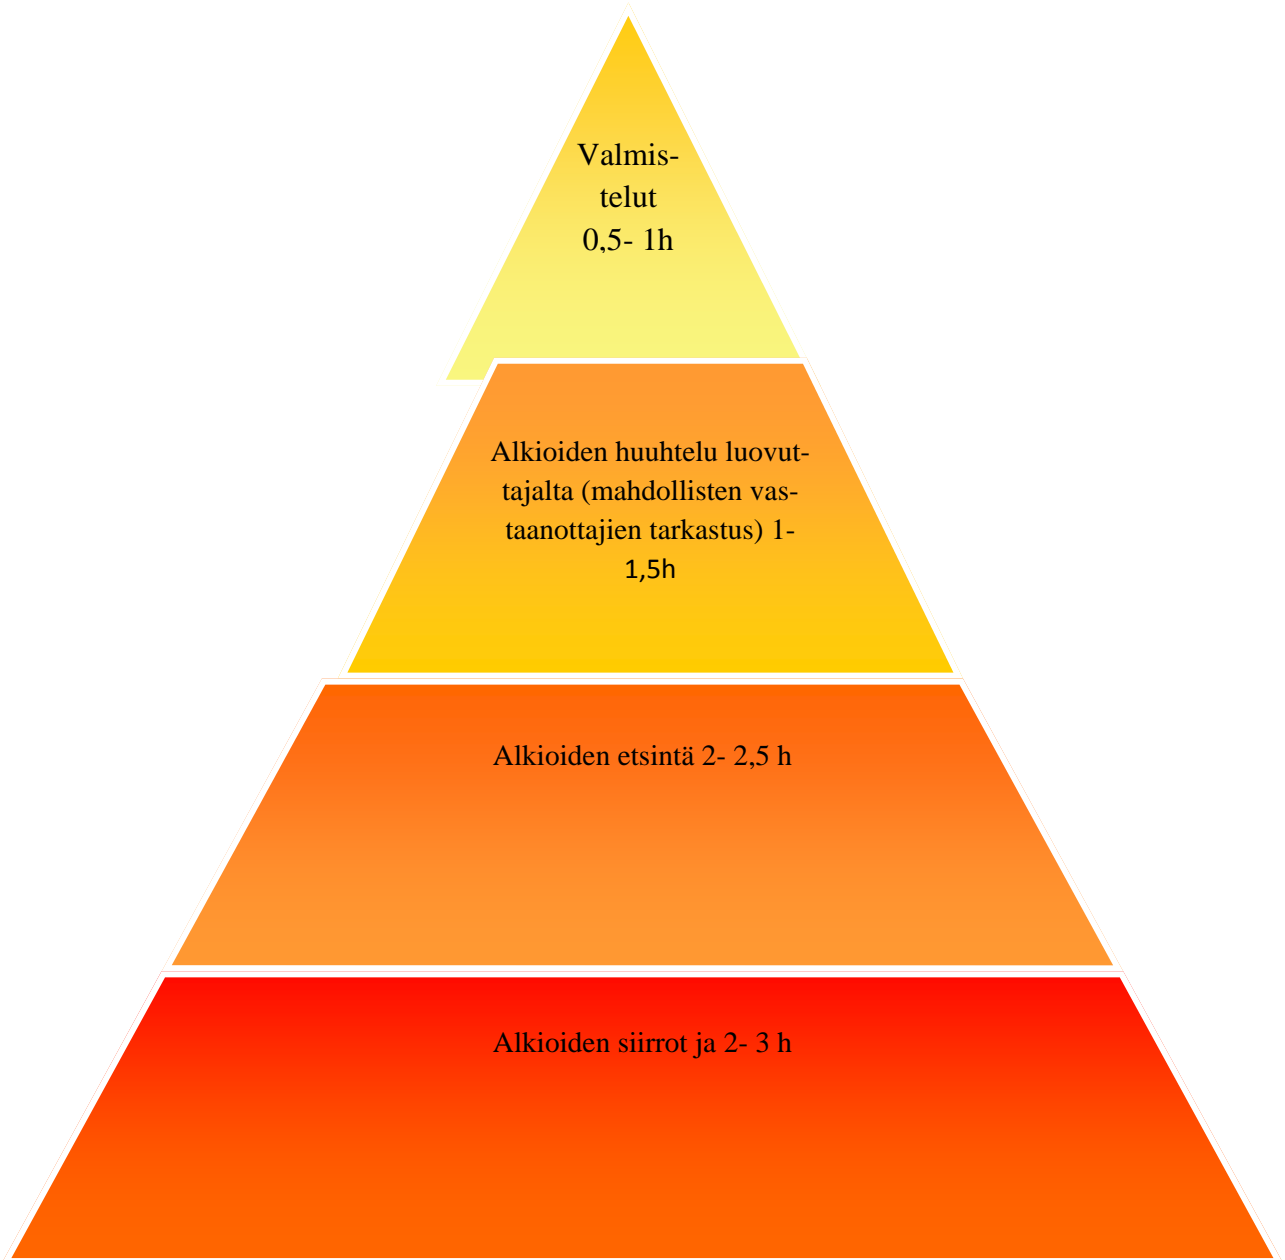 Valmis-
telut
0,5- 1h
Alkioiden huuhtelu luovut-
tajalta (mahdollisten vas-
taanottajien tarkastus) 1-
1,5h
Alkioiden etsintä 2- 2,5 h
Alkioiden siirrot ja 2- 3 h